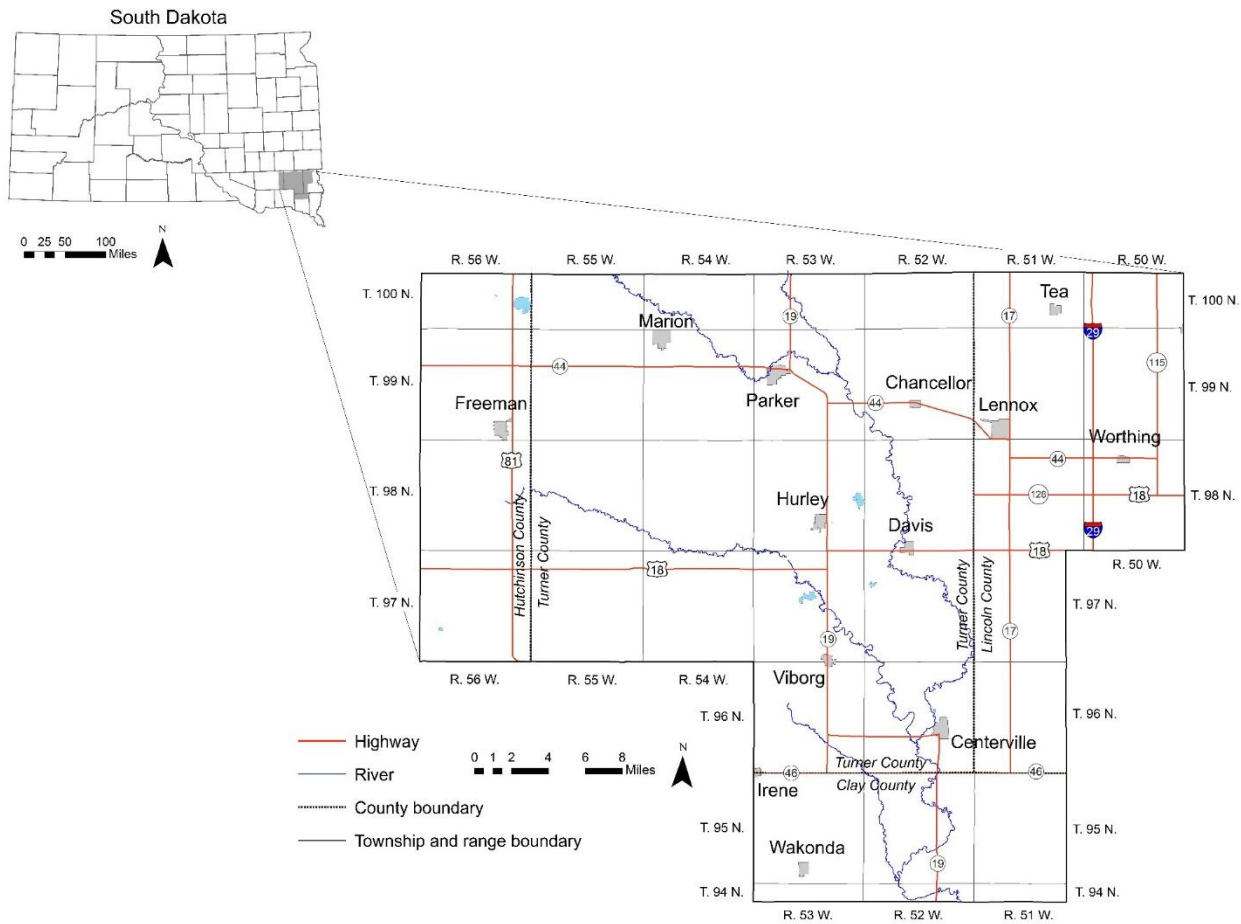 South Dakota
0 25 50 100
Miles
N
R. 56 W. R. 55 W. R. 54 W. R. 53 W. R. 52 W. R. 51 W. R. 50 W.
T. 100 N. Tea T. 100 N.
19 17
Marion 29
115
44 T. 99 N. Chancellor T. 99 N.
Parker 44 Lennox
Freeman Worthing
81 44
T. 98 N. Hurley 128 18 T. 98 N.
Davis 29
18
Hutchinson County
Turner County
18 R. 50 W.
T. 97 N. Turner County
Lincoln County
T. 97 N.
19 17
R. 56 W. R. 55 W. R. 54 W. Viborg
T. 96 N. T. 96 N.
Centerville
Highway
River
County boundary
Township and range boundary
0 1 2 4 6 8
Miles
N
Turner County
46 Clay County 46
Irene
T. 95 N. T. 95 N.
Wakonda 19
T. 94 N. T. 94 N.
R. 53 W. R. 52 W. R. 51 W.